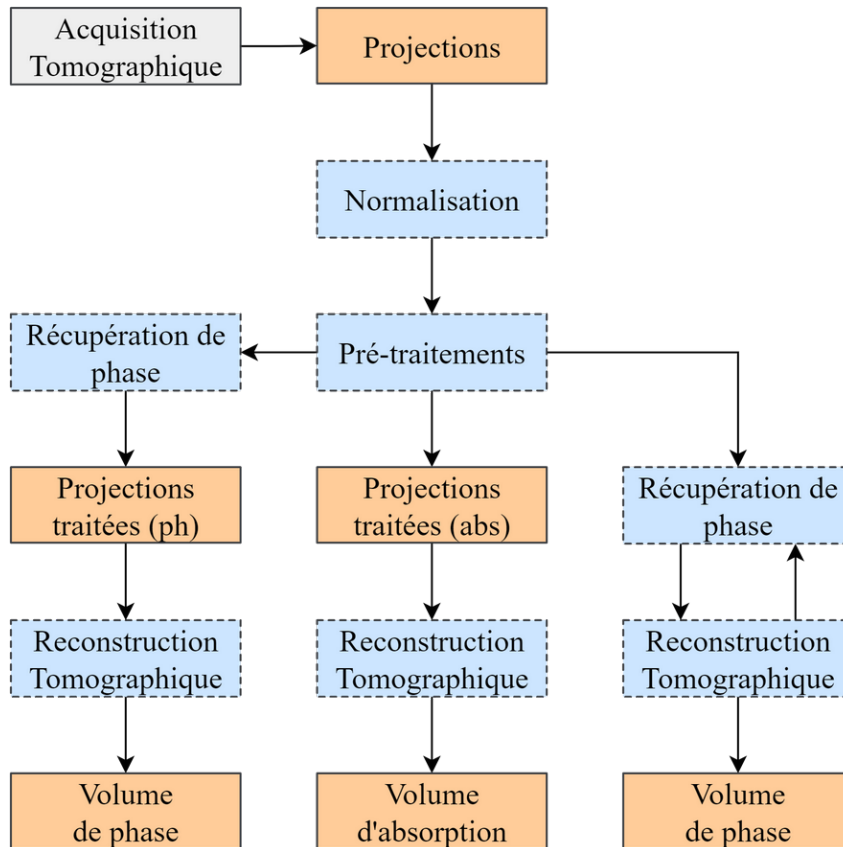 Acquisition
Tomographique
Projections
Normalisation
Récupération de
phase
Pré-traitements
Projections
traitées (ph)
Projections
traitées (abs)
Récupération de
phase
Reconstruction
Tomographique
Reconstruction
Tomographique
Reconstruction
Tomographique
Volume
de phase
Volume
d'absorption
Volume
de phase